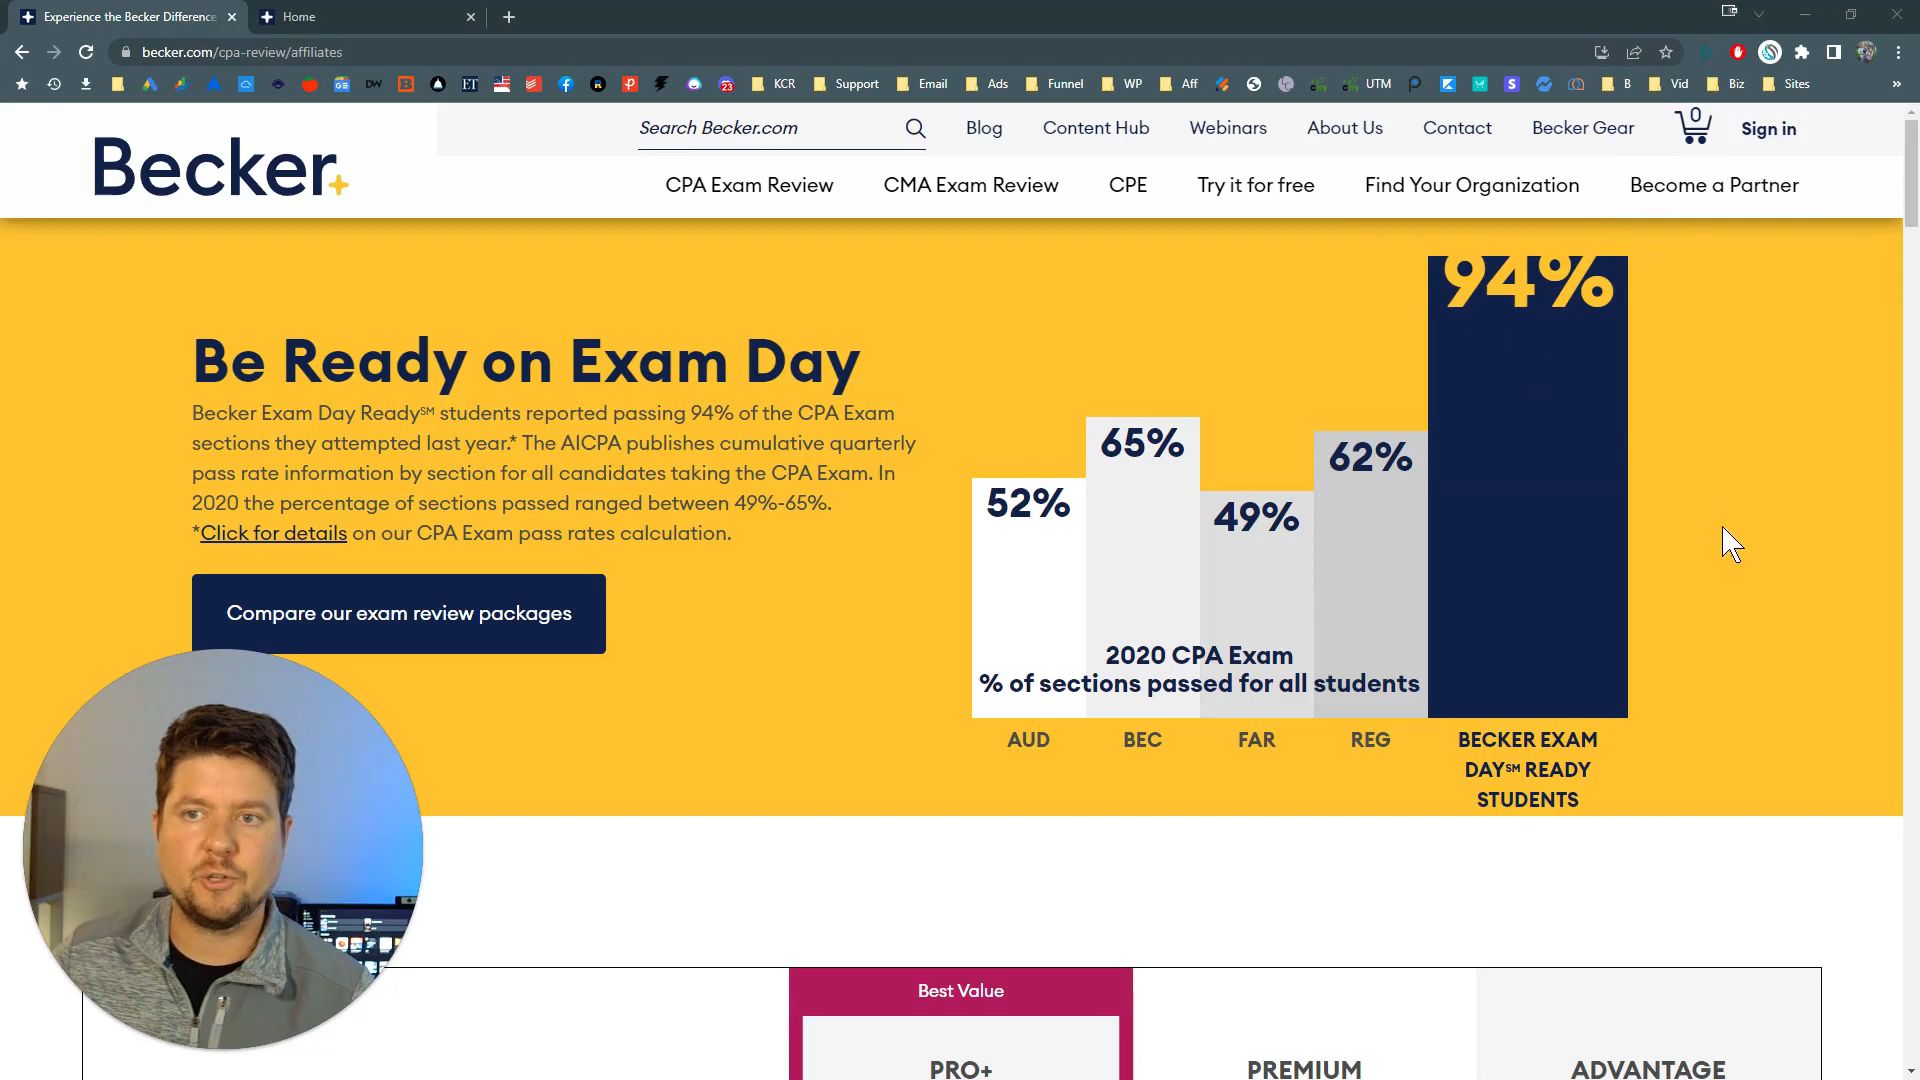 Experience the Becker Difference
Home
becker.com/cpa-review/affiliates
KCR
Support
Email
Ads
Funnel
WP
Aff
UTM
B
Vid
Biz
Sites
Becker
Search Becker.com
Blog
Content Hub
Webinars
About Us
Contact
Becker Gear
0
Sign in
CPA Exam Review
CMA Exam Review
CPE
Try it for free
Find Your Organization
Become a Partner
Be Ready on Exam Day
Becker Exam Day Ready℠ students reported passing 94% of the CPA Exam
sections they attempted last year.* The AICPA publishes cumulative quarterly
pass rate information by section for all candidates taking the CPA Exam. In
2020 the percentage of sections passed ranged between 49%-65%.
*Click for details on our CPA Exam pass rates calculation.
Compare our exam review packages
94%
65%
62%
52%
49%
2020 CPA Exam
% of sections passed for all students
AUD
BEC
FAR
REG
BECKER EXAM
DAY℠ READY
STUDENTS
Best Value
PRO+
PREMIUM
ADVANTAGE